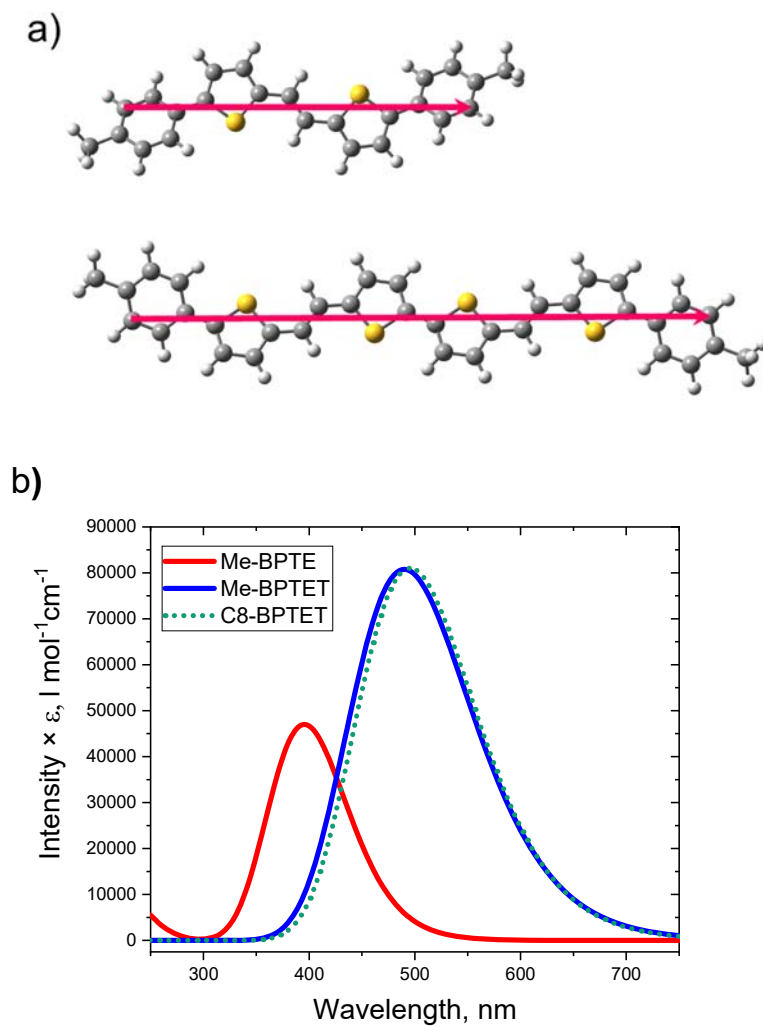 a)
b)
Intensity × ε, l mol⁻¹cm⁻¹
90000
80000
70000
60000
50000
40000
30000
20000
10000
0
Me-BPTE
Me-BPTET
C8-BPTET
300 400 500 600 700
Wavelength, nm